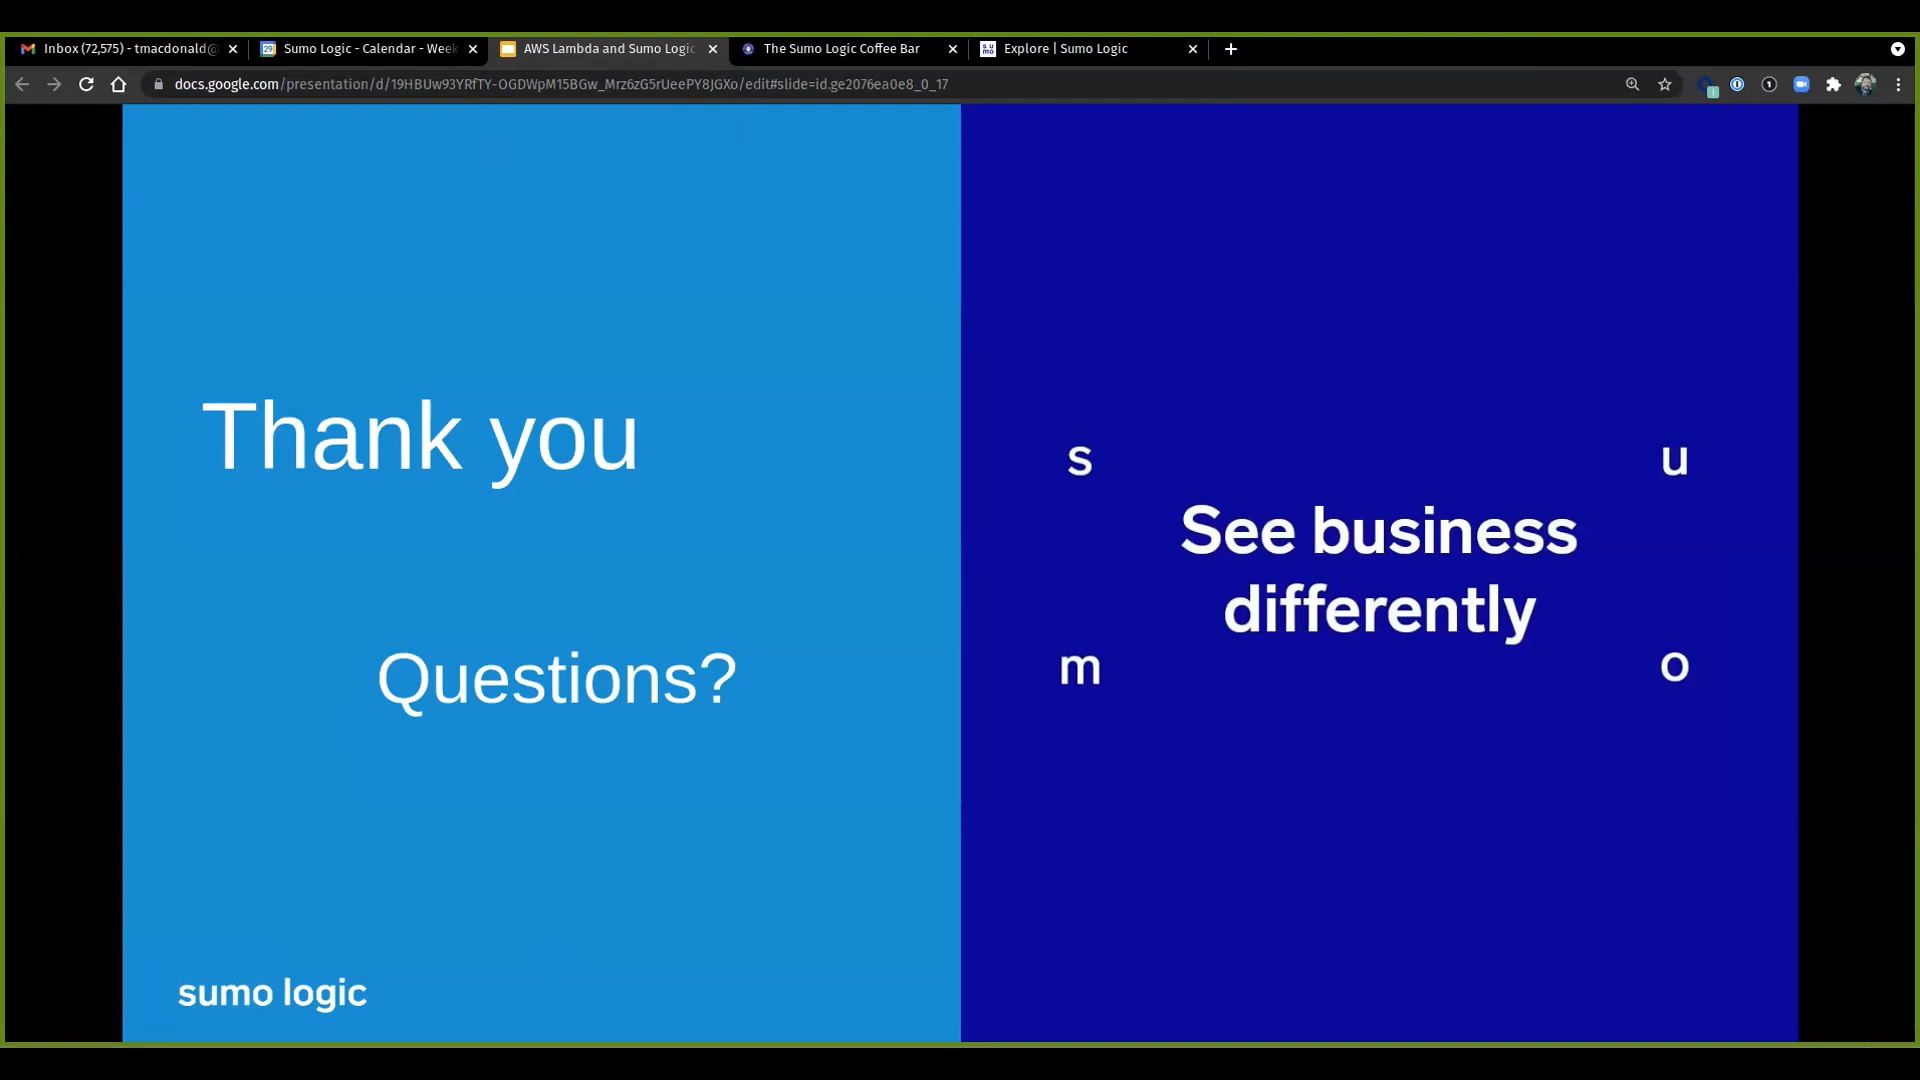 Inbox (72,575) - tmacdonald@
Sumo Logic - Calendar - Week
AWS Lambda and Sumo Logic
The Sumo Logic Coffee Bar
Explore | Sumo Logic
docs.google.com/presentation/d/19HBUw93YRfTY-OGDWpM15BGw_Mrz6zG5rUeePY8JGXo/edit#slide=id.ge2076ea0e8_0_17
Thank you
Questions?
sumo logic
s u
See business
differently
m o